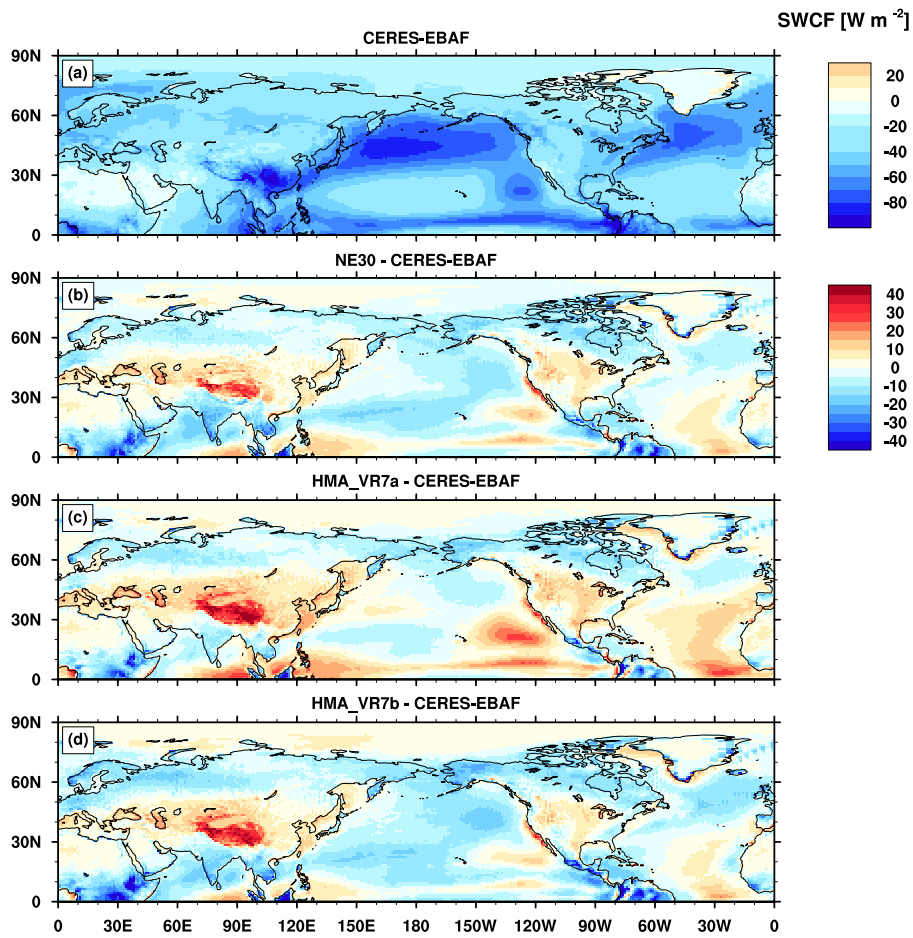 SWCF [W m -2]
CERES-EBAF
(a)
90N
60N
30N
0
20
0
-20
-40
-60
-80
NE30 - CERES-EBAF
(b)
90N
60N
30N
0
40
30
20
10
0
-10
-20
-30
-40
HMA_VR7a - CERES-EBAF
(c)
90N
60N
30N
0
HMA_VR7b - CERES-EBAF
(d)
90N
60N
30N
0
0 30E 60E 90E 120E 150E 180E 150W 120W 90W 60W 30W 0